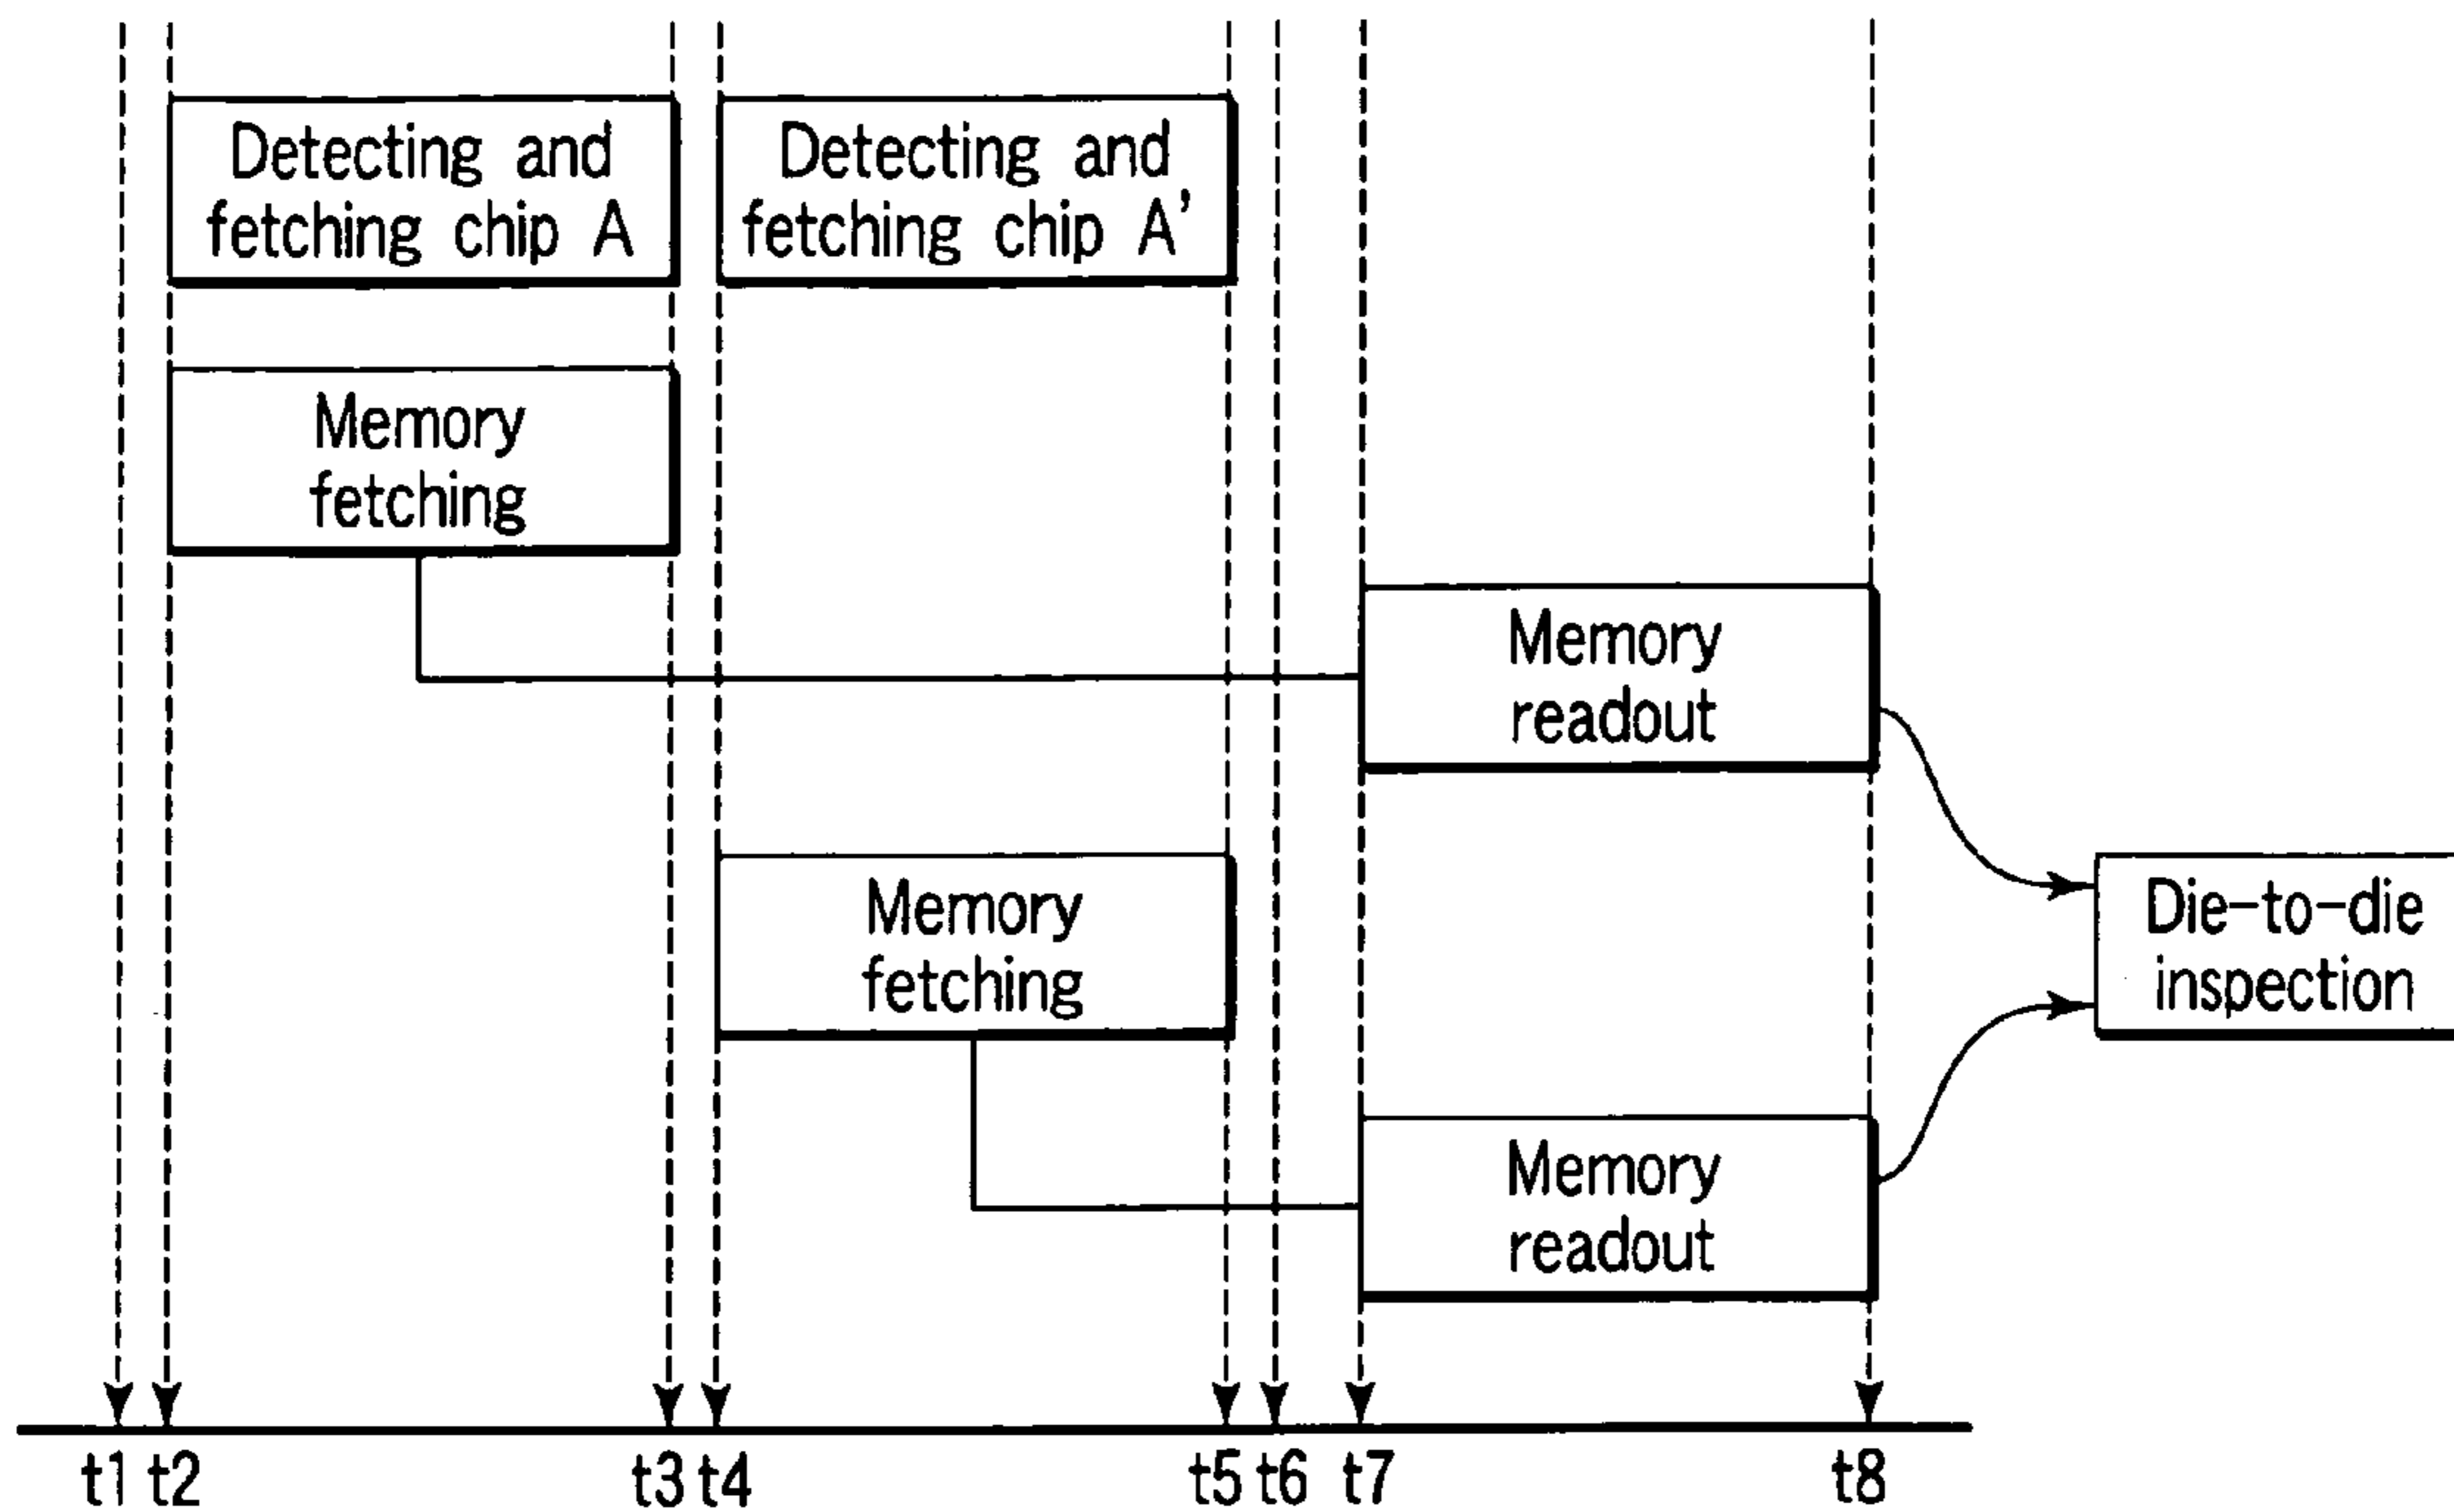 Detecting and
fetching chip A
Detecting and
fetching chip A'
Memory
fetching
Memory
readout
Memory
fetching
Die-to-die
inspection
Memory
readout
t1 t2 t3 t4 t5 t6 t7 t8